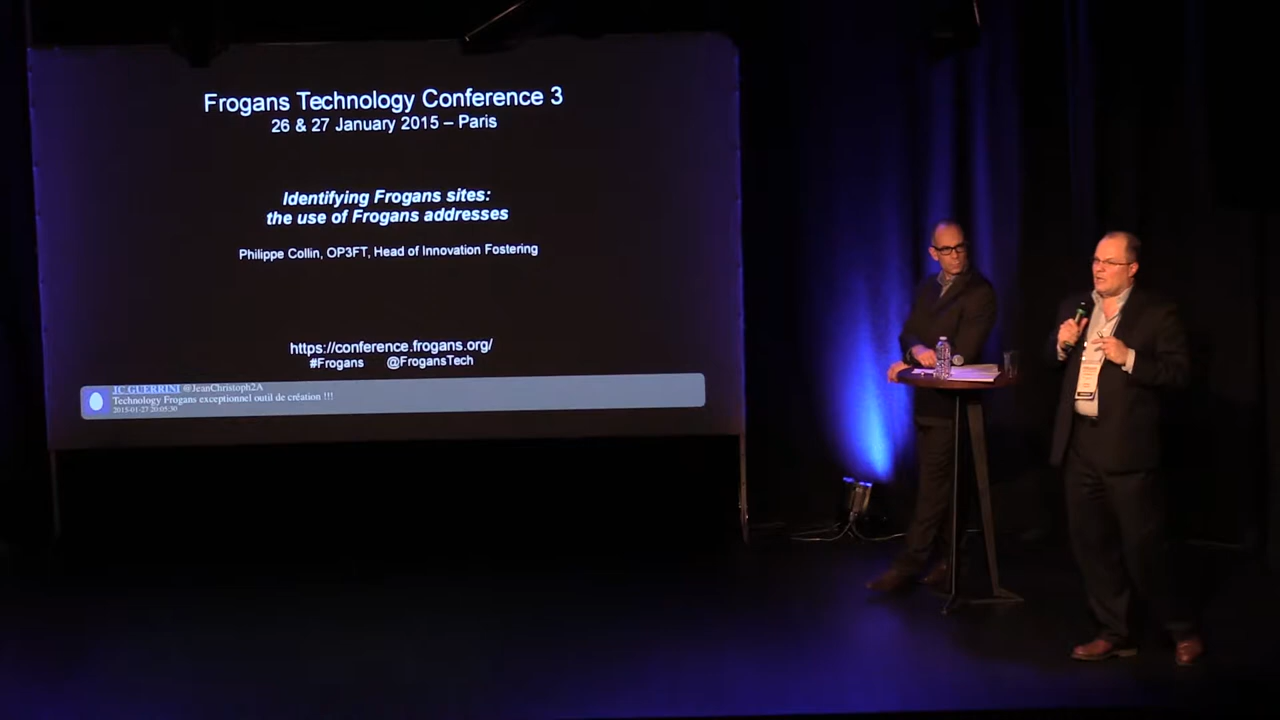 Frogans Technology Conference 3
26 & 27 January 2015 – Paris
Identifying Frogans sites:
the use of Frogans addresses
Philippe Collin, OP3FT, Head of Innovation Fostering
https://conference.frogans.org/
#Frogans @FrogansTech
JC GUERRINI @JeanChristoph2A
Technology Frogans exceptionnel outil de création !!!
2015-01-27 20:05:30